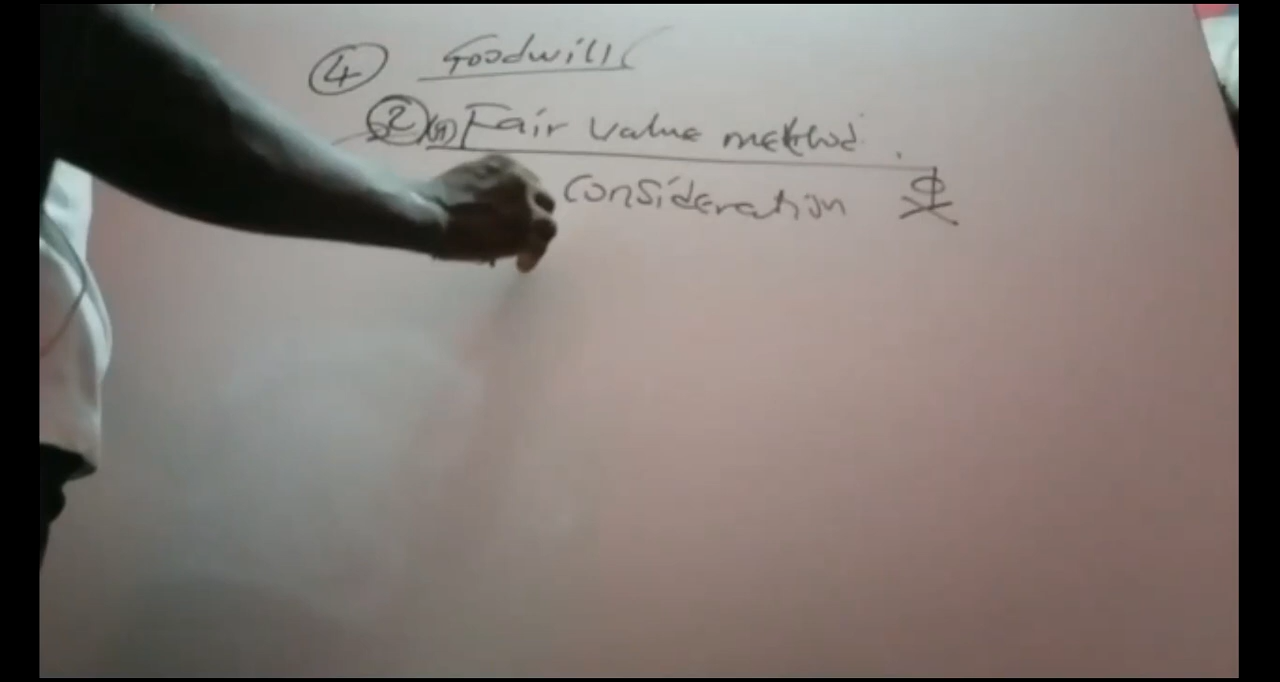 ④ Goodwill
② (a) Fair value method.
Consideration $
X